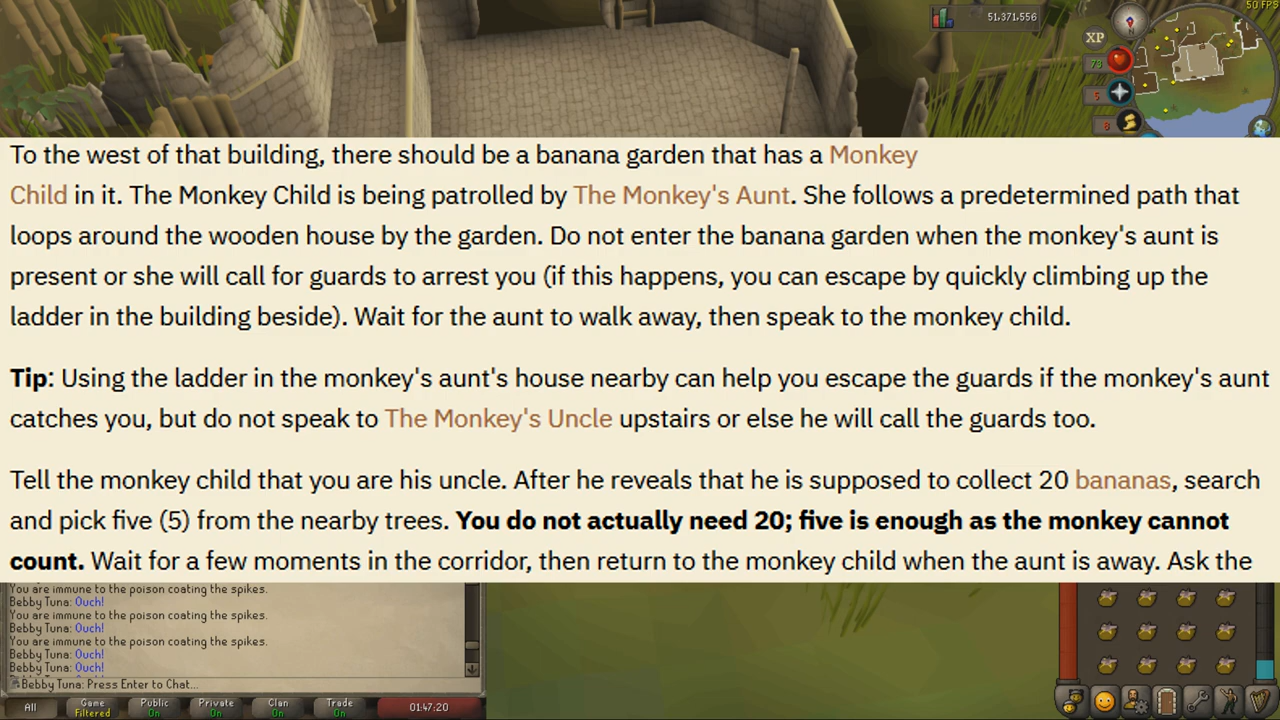 50 FPS
51,371,556
XP
73
5
8
To the west of that building, there should be a banana garden that has a Monkey
Child in it. The Monkey Child is being patrolled by The Monkey's Aunt. She follows a predetermined path that
loops around the wooden house by the garden. Do not enter the banana garden when the monkey's aunt is
present or she will call for guards to arrest you (if this happens, you can escape by quickly climbing up the
ladder in the building beside). Wait for the aunt to walk away, then speak to the monkey child.
Tip: Using the ladder in the monkey's aunt's house nearby can help you escape the guards if the monkey's aunt
catches you, but do not speak to The Monkey's Uncle upstairs or else he will call the guards too.
Tell the monkey child that you are his uncle. After he reveals that he is supposed to collect 20 bananas, search
and pick five (5) from the nearby trees. You do not actually need 20; five is enough as the monkey cannot
count. Wait for a few moments in the corridor, then return to the monkey child when the aunt is away. Ask the
You are immune to the poison coating the spikes.
Bebby Tuna: Ouch!
You are immune to the poison coating the spikes.
Bebby Tuna: Ouch!
You are immune to the poison coating the spikes.
Bebby Tuna: Ouch!
Bebby Tuna: Ouch!
Bebby Tuna: Press Enter to Chat...
All
Game
Filtered
Public
On
Private
On
Clan
On
Trade
On
01:47:20